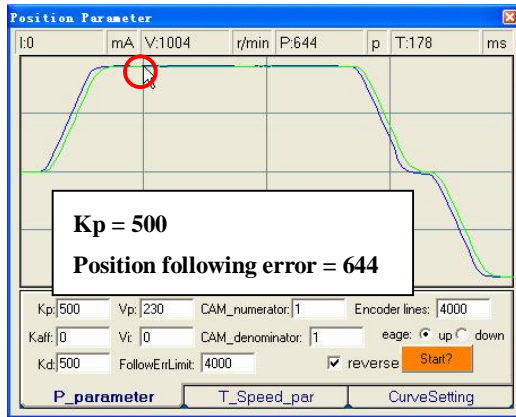 Position Parameter
I:0 mA V:1004 r/min P:644 p T:178 ms
Kp = 500
Position following error = 644
Kp: 500 Vp: 230 CAM_numerator: 1 Encoder lines: 4000
Kaff: 0 Vi: 0 CAM_denominator: 1 eage: up down
Kd: 500 FollowErrLimit: 4000 reverse Start?
P_parameter T_Speed_par CurveSetting